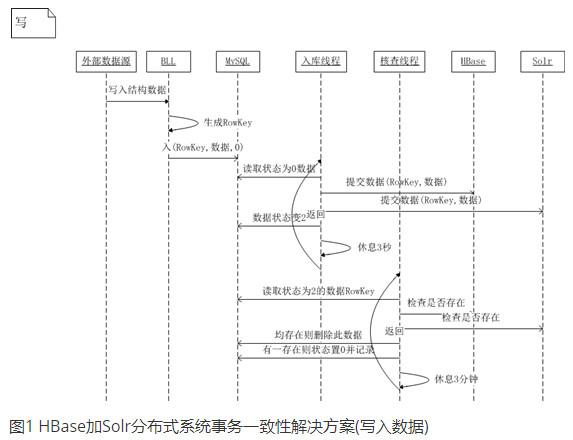 写
外部数据源 BLL MySQL 入库线程 核查线程 HBase Solr
写入结构数据
生成RowKey
入(RowKey,数据,0)
读取状态为0数据
提交数据(RowKey,数据)
提交数据(RowKey,数据)
数据状态变2
返回
休息3秒
读取状态为2的数据RowKey
检查是否存在
检查是否存在
返回
均存在则删除此数据
有一存在则状态置0并记录
休息3分钟
图1 HBase加Solr分布式系统事务一致性解决方案(写入数据)